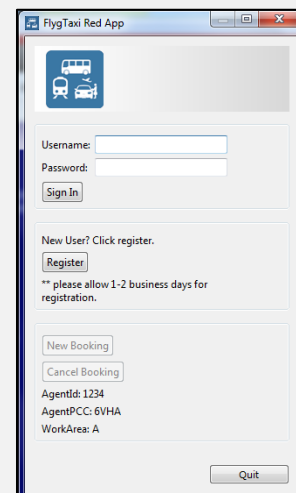 FlygTaxi Red App
Username:
Password:
Sign In
New User? Click register.
Register
** please allow 1-2 business days for
registration.
New Booking
Cancel Booking
AgentId: 1234
AgentPCC: 6VHA
WorkArea: A
Quit